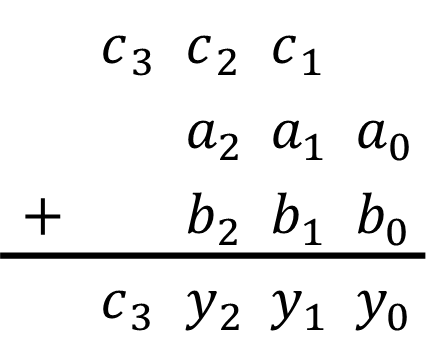 c₃ c₂ c₁
a₂ a₁ a₀
+ b₂ b₁ b₀
c₃ y₂ y₁ y₀